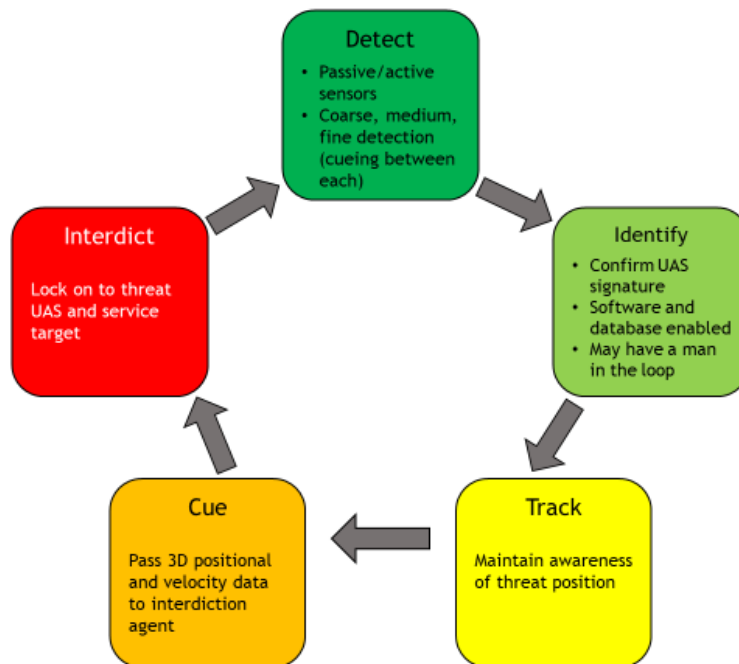 Detect
• Passive/active
sensors
• Coarse, medium,
fine detection
(cueing between
each)
Identify
• Confirm UAS
signature
• Software and
database enabled
• May have a man
in the loop
Track
Maintain awareness
of threat position
Cue
Pass 3D positional
and velocity data
to interdiction
agent
Interdict
Lock on to threat
UAS and service
target